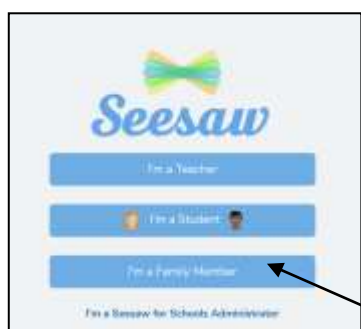 Seesaw
I'm a Teacher
I'm a Student
I'm a Family Member
I'm a Seesaw for Schools Administrator